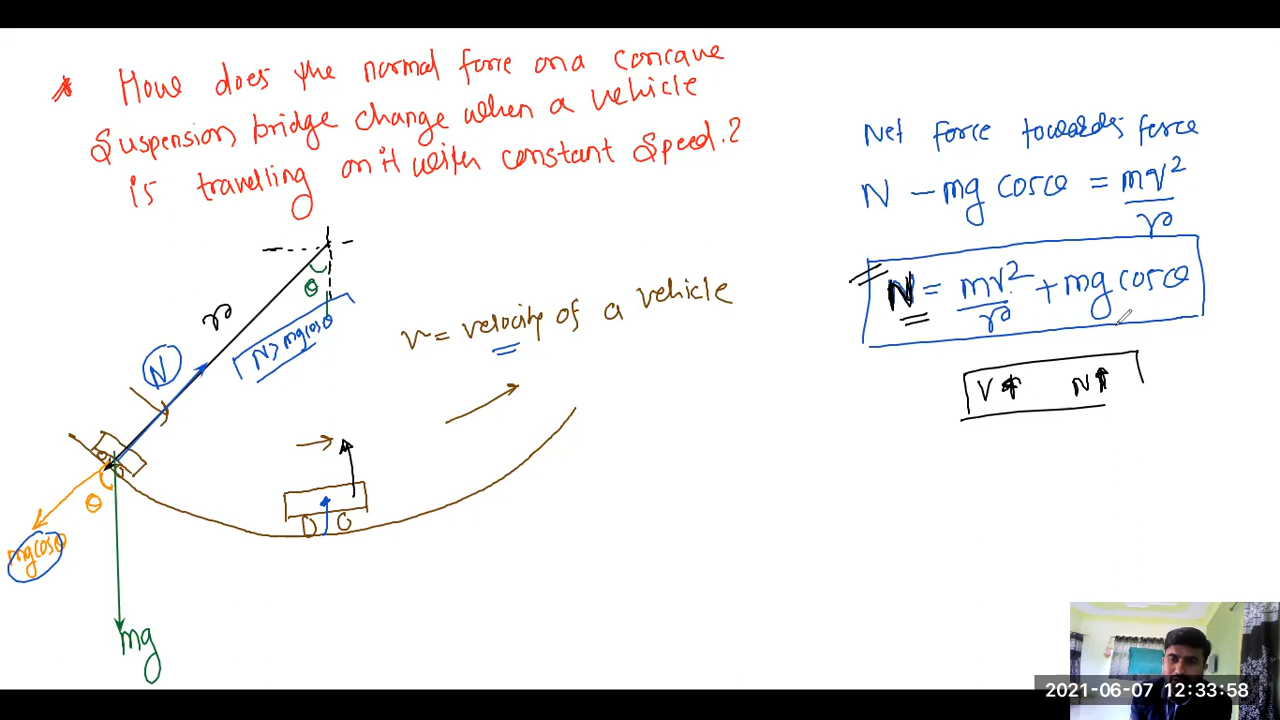 * How does the normal force on a concave
Suspension bridge change when a vehicle
is travelling on it with constant speed.?
Net force towards force
N - mg cosθ = mv²/r
N = mv²/r + mg cosθ
V↑ N↑
θ
r
N > mg cosθ
v = velocity of a vehicle
N
θ
mg cosθ
mg
2021-06-07 12:33:58